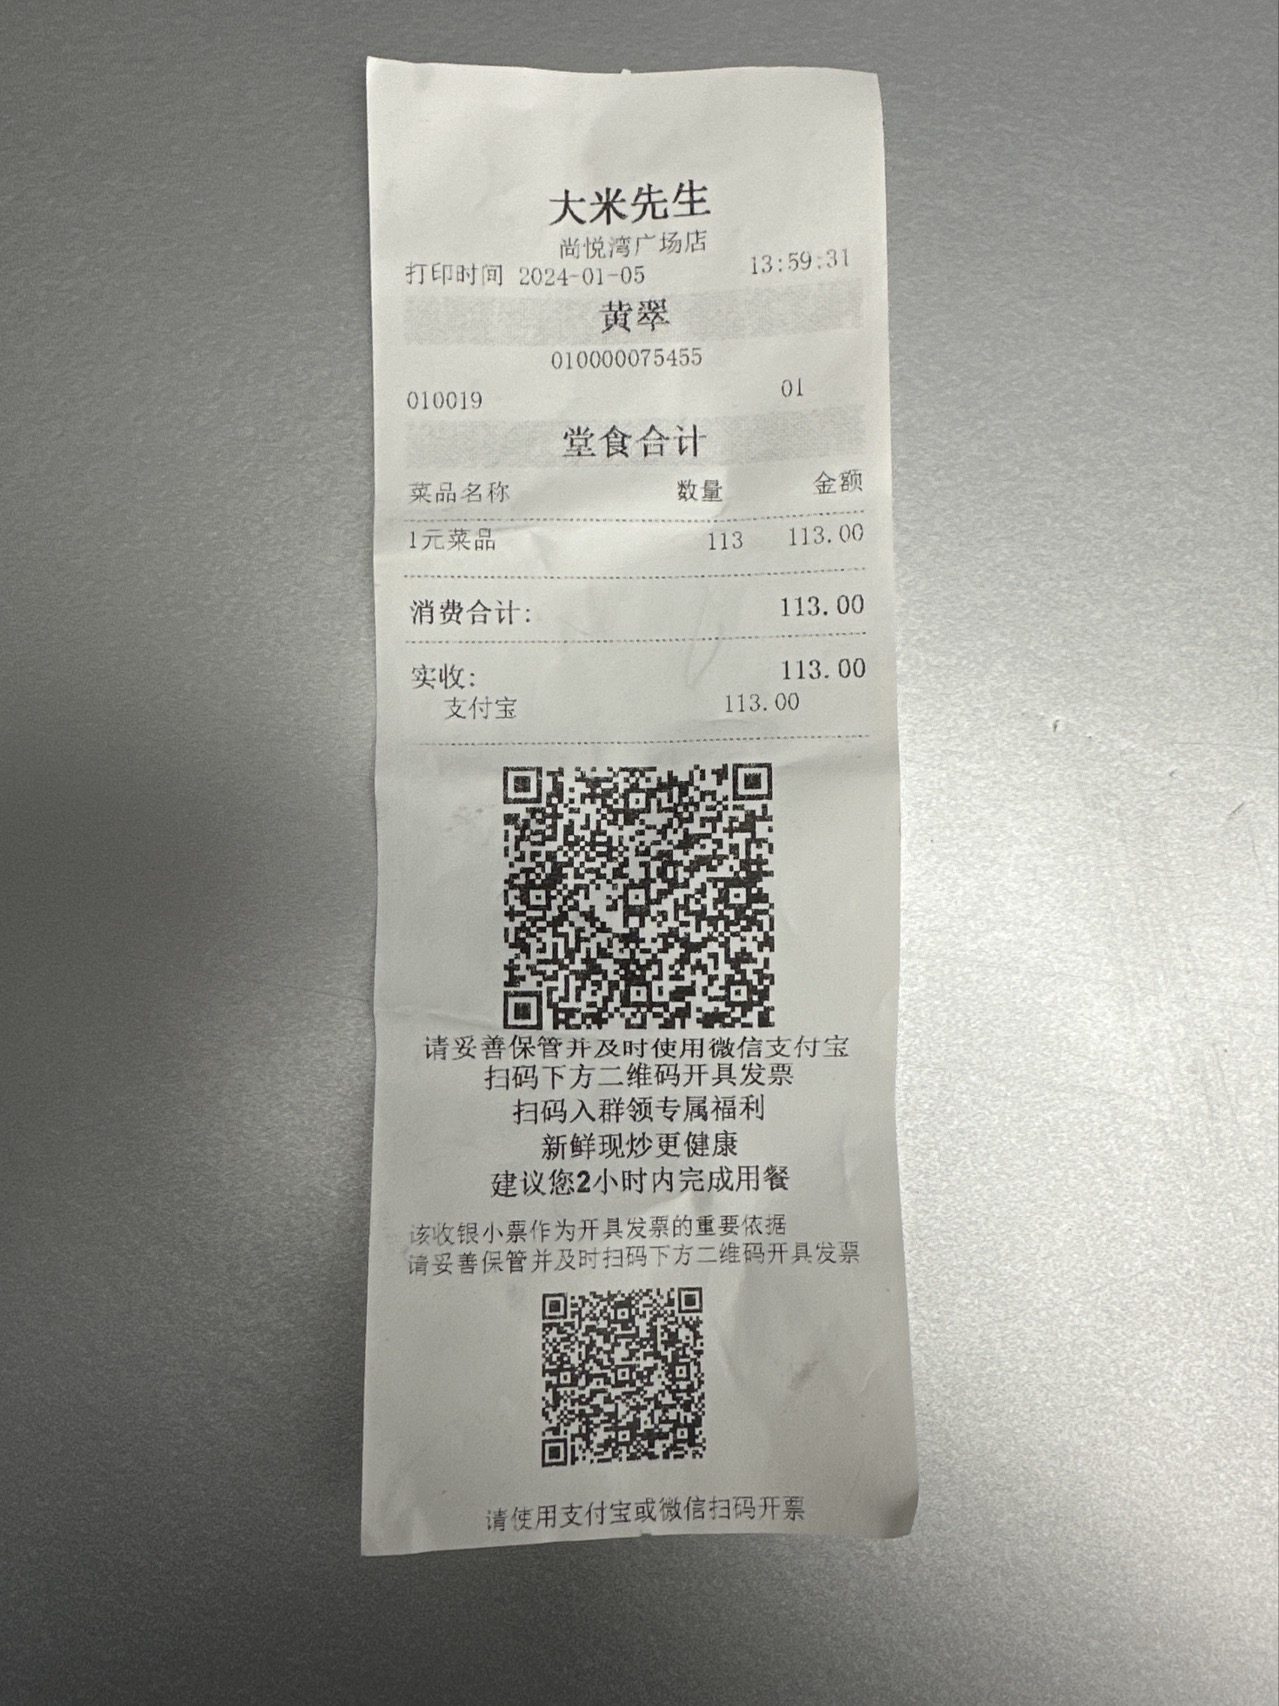 大米先生
尚悦湾广场店
打印时间 2024-01-05 13:59:31
黄翠
010000075455
010019 01
堂食合计
菜品名称 数量 金额
1元菜品 113 113.00
消费合计: 113.00
实收: 113.00
支付宝 113.00
请妥善保管并及时使用微信支付宝
扫码下方二维码开具发票
扫码入群领专属福利
新鲜现炒更健康
建议您2小时内完成用餐
该收银小票作为开具发票的重要依据
请妥善保管并及时扫码下方二维码开具发票
请使用支付宝或微信扫码开票